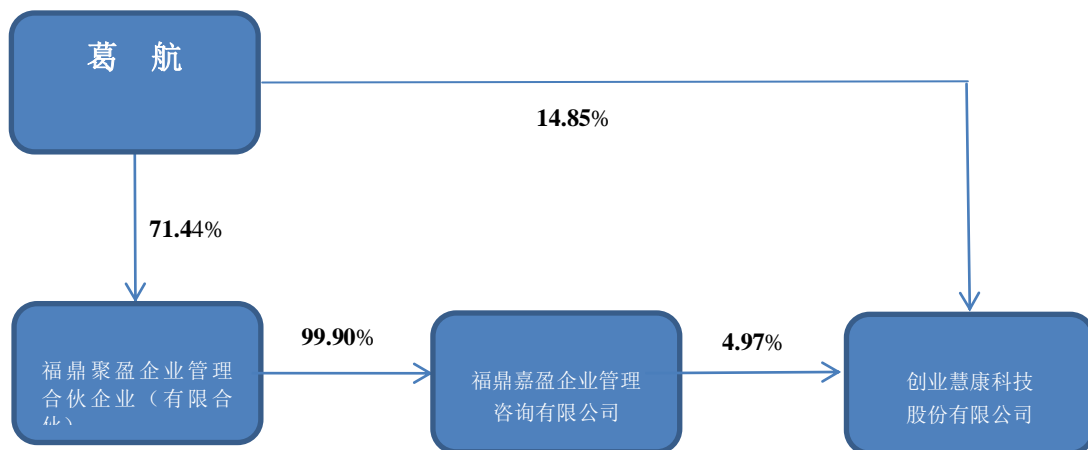 葛 航
14.85%
71.44%
99.90%
4.97%
福鼎聚盈企业管理
合伙企业（有限合
伙）
福鼎嘉盈企业管理
咨询有限公司
创业慧康科技
股份有限公司